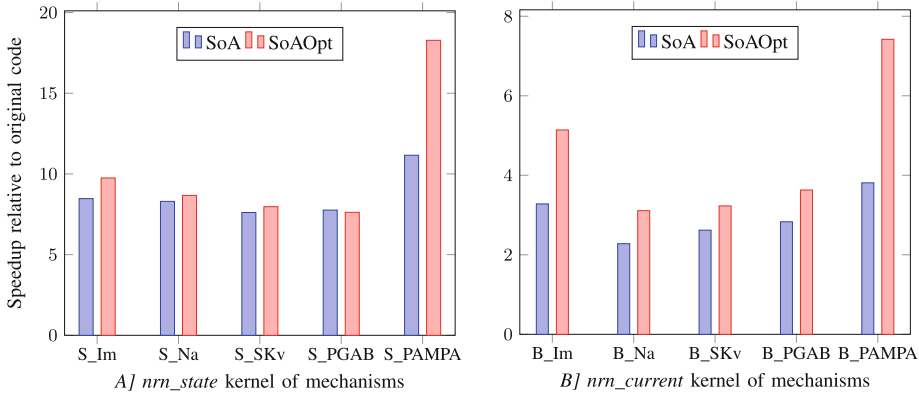 Speedup relative to original code
20
15
10
5
0
SoA SoAOpt
S_Im S_Na S_SKv S_PGAB S_PAMPA
A] nrn_state kernel of mechanisms
8
6
4
2
0
SoA SoAOpt
B_Im B_Na B_SKv B_PGAB B_PAMPA
B] nrn_current kernel of mechanisms